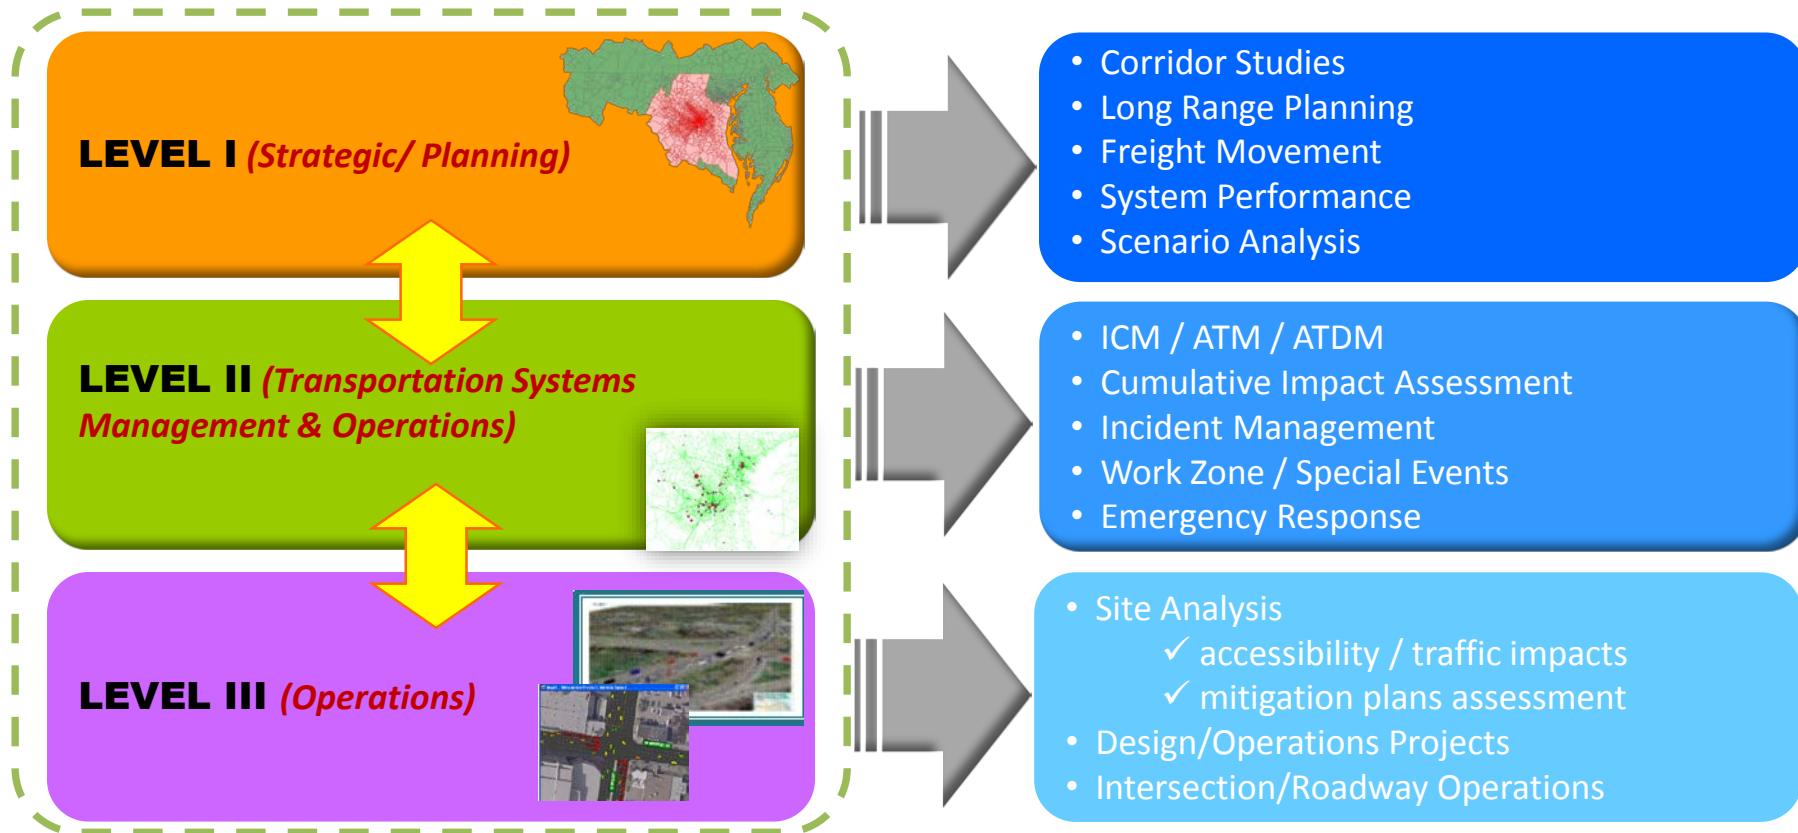 LEVEL I (Strategic/ Planning)
• Corridor Studies
• Long Range Planning
• Freight Movement
• System Performance
• Scenario Analysis
LEVEL II (Transportation Systems
Management & Operations)
• ICM / ATM / ATDM
• Cumulative Impact Assessment
• Incident Management
• Work Zone / Special Events
• Emergency Response
LEVEL III (Operations)
• Site Analysis
✓ accessibility / traffic impacts
✓ mitigation plans assessment
• Design/Operations Projects
• Intersection/Roadway Operations